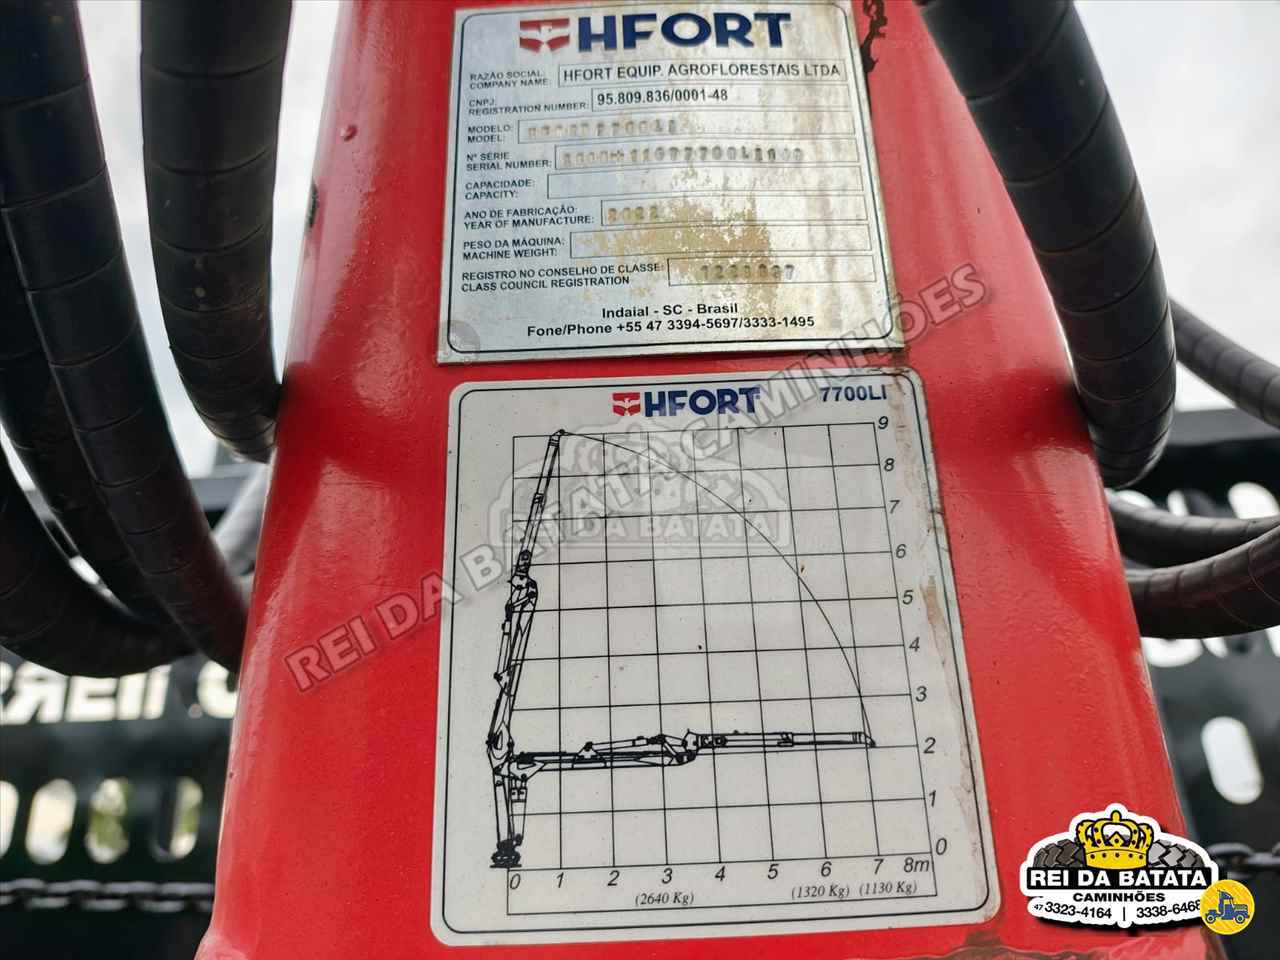 HFORT
RAZÃO SOCIAL:
COMPANY NAME:
HFORT EQUIP. AGROFLORESTAIS LTDA
CNPJ:
REGISTRATION NUMBER:
95.809.836/0001-48
MODELO:
MODEL:
N° SÉRIE
SERIAL NUMBER:
CAPACIDADE:
CAPACITY:
ANO DE FABRICAÇÃO:
YEAR OF MANUFACTURE:
2022
PESO DA MÁQUINA:
MACHINE WEIGHT:
REGISTRO NO CONSELHO DE CLASSE:
CLASS COUNCIL REGISTRATION
Indaial - SC - Brasil
Fone/Phone +55 47 3394-5697/3333-1495
HFORT 7700LI
9
8
7
6
5
4
3
2
1
0
0 1 2 3 4 5 6 7 8m
(2640 Kg) (1320 Kg) (1130 Kg)
REI DA BATATA CAMINHÕES
REI DA BATATA
REI DA BATATA
CAMINHÕES
47 3323-4164 | 3338-6468